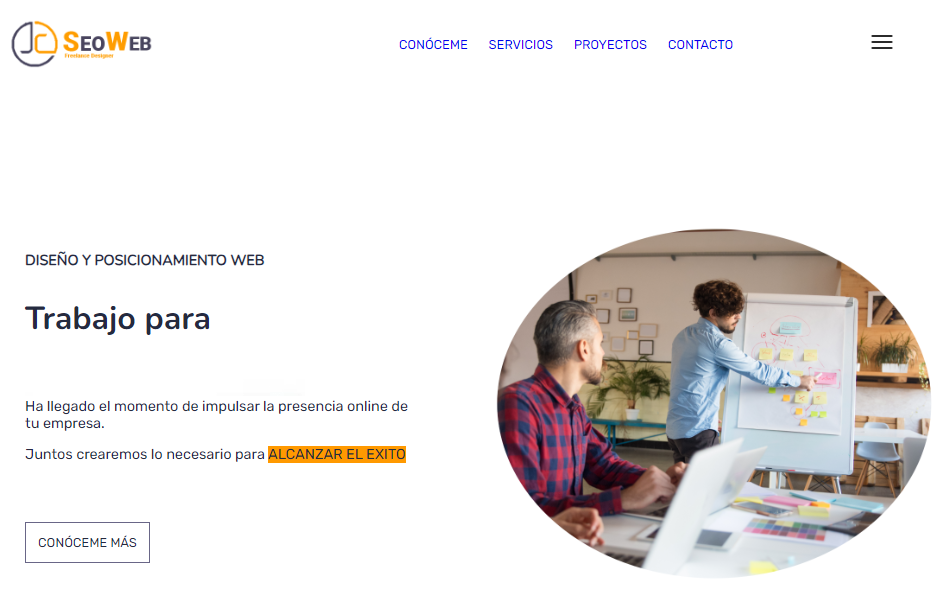 SEOWEB
Freelance Designer
CONÓCEME SERVICIOS PROYECTOS CONTACTO
DISEÑO Y POSICIONAMIENTO WEB
Trabajo para
Ha llegado el momento de impulsar la presencia online de
tu empresa.
Juntos crearemos lo necesario para ALCANZAR EL EXITO
CONÓCEME MÁS